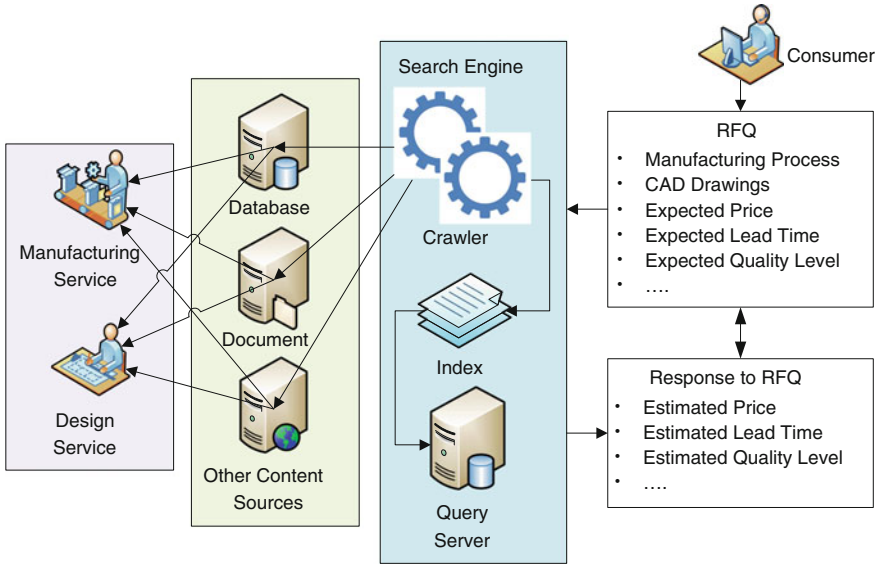 Manufacturing
Service
Design
Service
Database
Document
Other Content
Sources
Search Engine
Crawler
Index
Query
Server
Consumer
RFQ
• Manufacturing Process
• CAD Drawings
• Expected Price
• Expected Lead Time
• Expected Quality Level
• ....
Response to RFQ
• Estimated Price
• Estimated Lead Time
• Estimated Quality Level
• ....